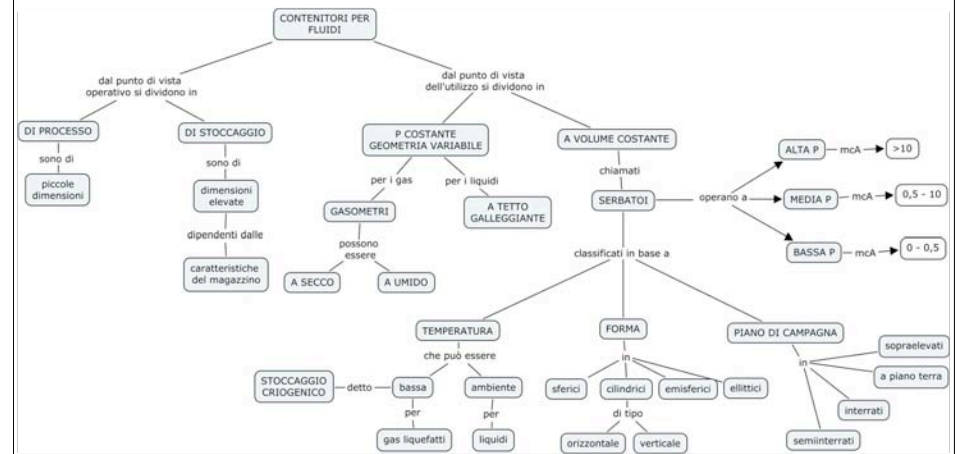 CONTENITORI PER
FLUIDI
dal punto di vista
operativo si dividono in
dal punto di vista
dell'utilizzo si dividono in
DI PROCESSO
DI STOCCAGGIO
P COSTANTE
GEOMETRIA VARIABILE
A VOLUME COSTANTE
ALTA P
mcA
>10
sono di
sono di
per i gas
per i liquidi
chiamati
piccole
dimensioni
dimensioni
elevate
GASOMETRI
A TETTO
GALLEGGIANTE
SERBATOI
operano a
MEDIA P
mcA
0,5 - 10
dipendenti dalle
possono
essere
classificati in base a
BASSA P
mcA
0 - 0,5
caratteristiche
del magazzino
A SECCO
A UMIDO
TEMPERATURA
FORMA
PIANO DI CAMPAGNA
che può essere
in
in
sopraelevati
a piano terra
interrati
semiinterrati
STOCCAGGIO
CRIOGENICO
detto
bassa
ambiente
sferici
cilindrici
emisferici
ellittici
per
per
di tipo
gas liquefatti
liquidi
orizzontale
verticale